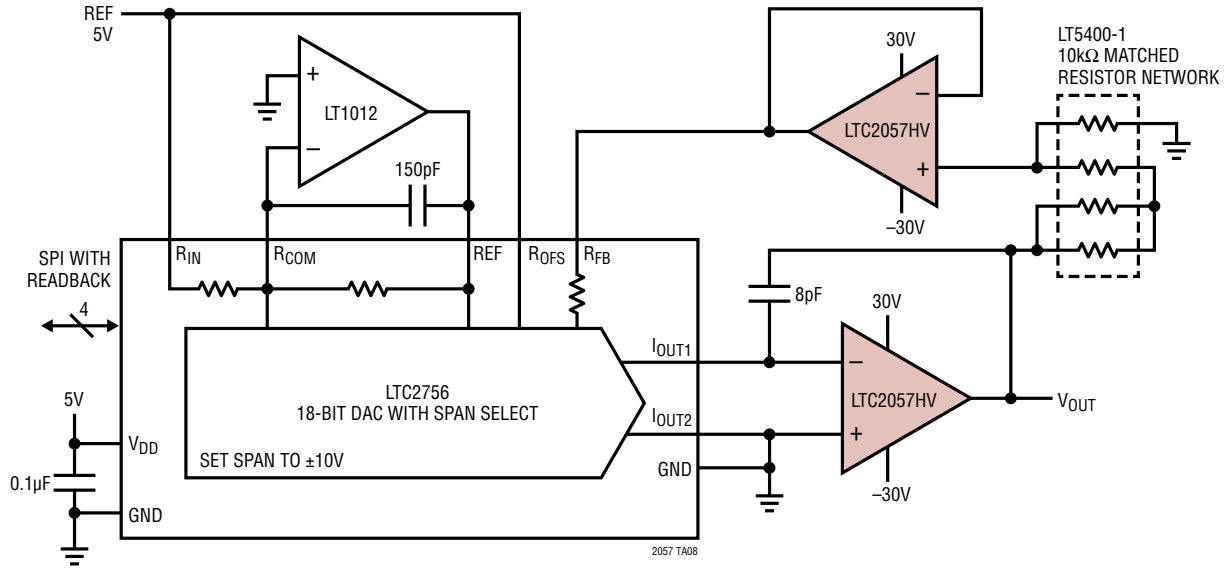 REF
5V
30V
LT5400-1
10kΩ MATCHED
RESISTOR NETWORK
+
LT1012
–
–
LTC2057HV
+
150pF
–30V
SPI WITH
READBACK
4
RIN
RCOM
REF
ROFS
RFB
8pF
30V
IOUT1
–
LTC2756
18-BIT DAC WITH SPAN SELECT
LTC2057HV
VOUT
5V
IOUT2
+
VDD
SET SPAN TO ±10V
GND
–30V
0.1µF
GND
2057 TA08